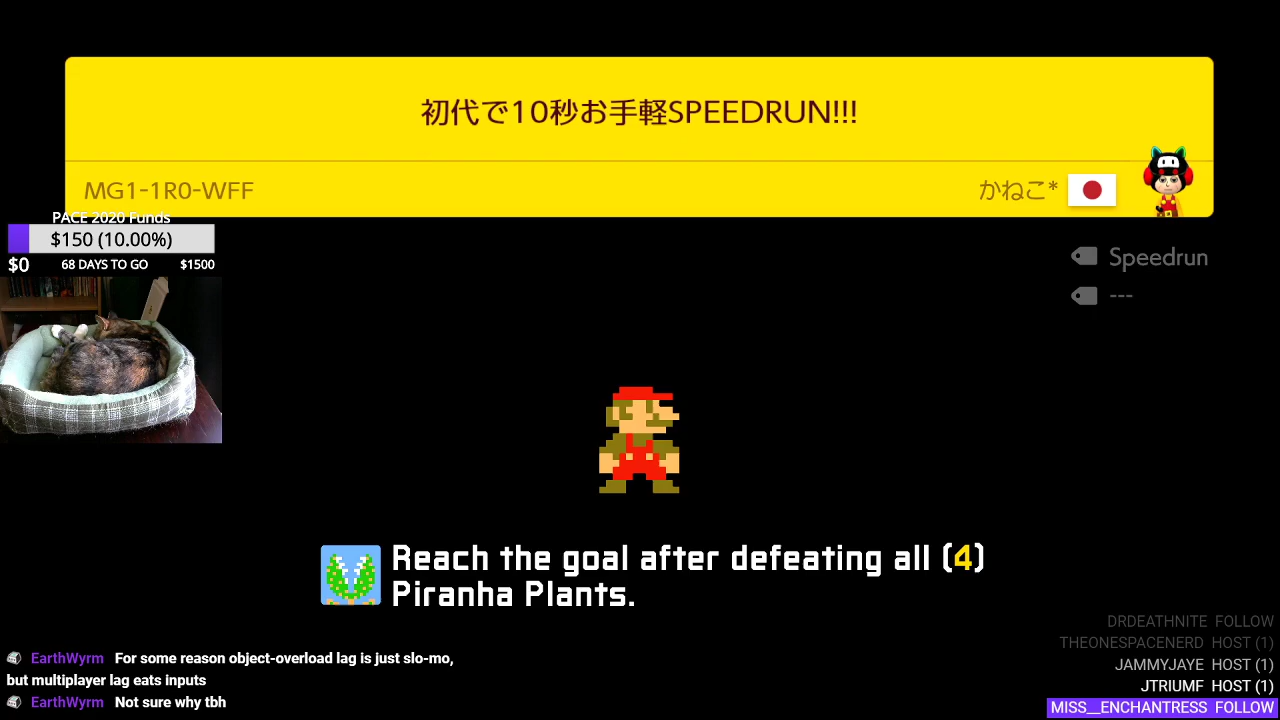 初代で10秒お手軽SPEEDRUN!!!
MG1-1R0-WFF
かねこ*
PACE 2020 Funds
$150 (10.00%)
$0 68 DAYS TO GO $1500
Speedrun
---
Reach the goal after defeating all (4)
Piranha Plants.
EarthWyrm For some reason object-overload lag is just slo-mo,
but multiplayer lag eats inputs
EarthWyrm Not sure why tbh
DRDEATHNITE FOLLOW
THEONESPACENERD HOST (1)
JAMMYJAYE HOST (1)
JTRIUMF HOST (1)
MISS__ENCHANTRESS FOLLOW